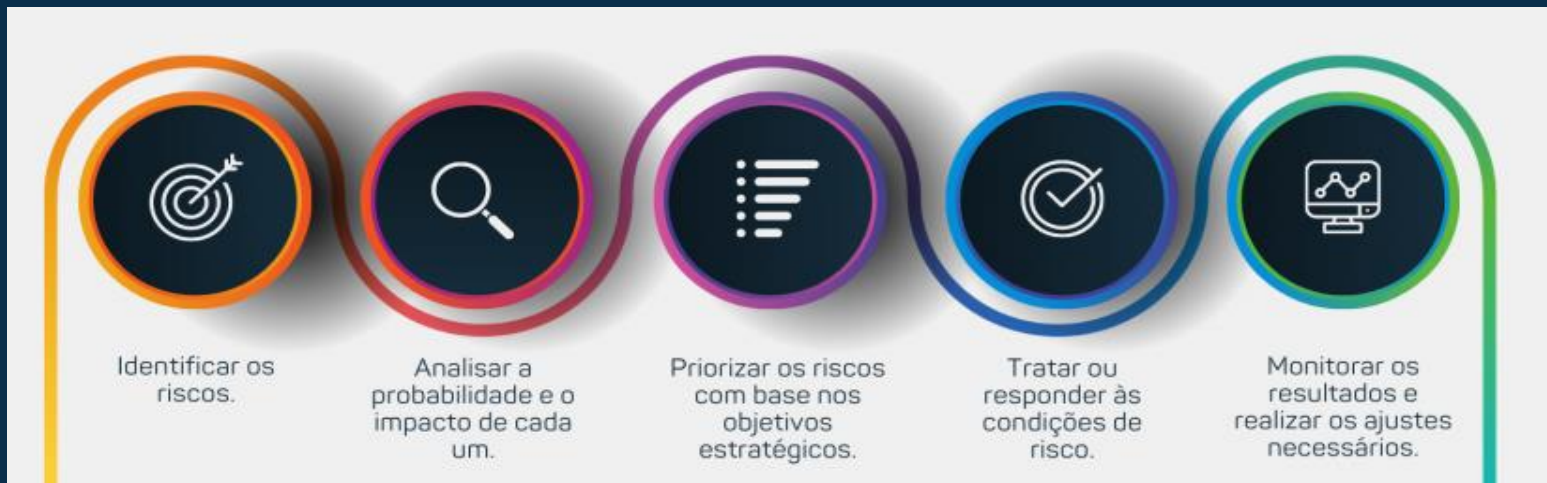 Identificar os
riscos.
Analisar a
probabilidade e o
impacto de cada
um.
Priorizar os riscos
com base nos
objetivos
estratégicos.
Tratar ou
responder às
condições de
risco.
Monitorar os
resultados e
realizar os ajustes
necessários.